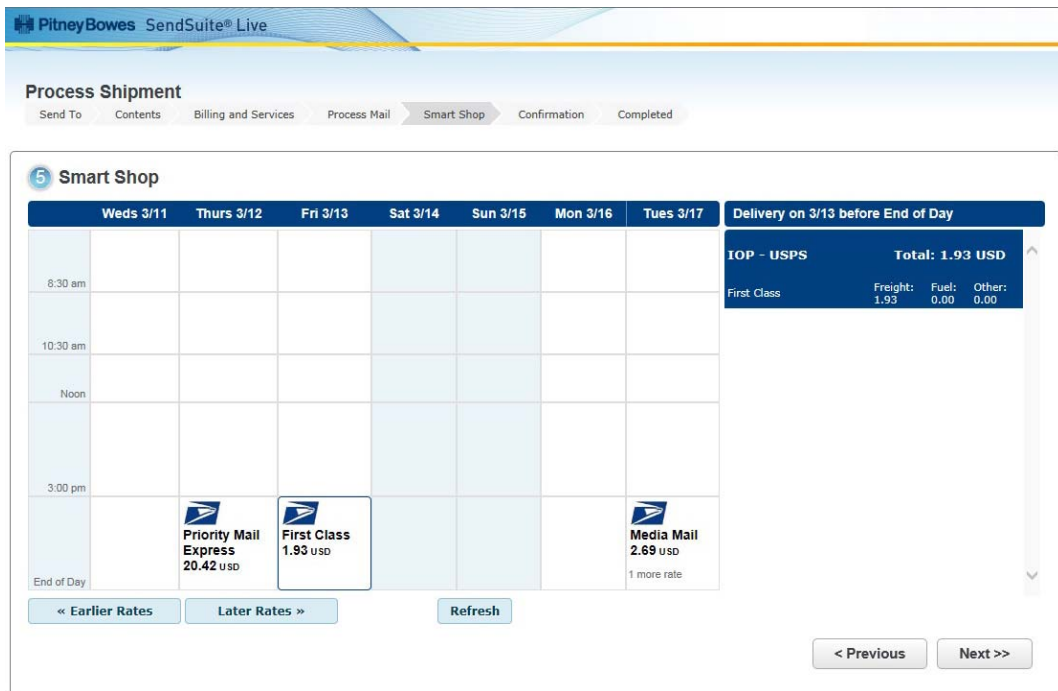 PitneyBowes SendSuite® Live
Process Shipment
Send To Contents Billing and Services Process Mail Smart Shop Confirmation Completed
5 Smart Shop
Weds 3/11 Thurs 3/12 Fri 3/13 Sat 3/14 Sun 3/15 Mon 3/16 Tues 3/17
8:30 am
10:30 am
Noon
3:00 pm
End of Day
Priority Mail
Express
20.42 USD
First Class
1.93 USD
Media Mail
2.69 USD
1 more rate
Delivery on 3/13 before End of Day
IOP - USPS Total: 1.93 USD
First Class Freight: Fuel: Other:
1.93 0.00 0.00
« Earlier Rates Later Rates » Refresh
< Previous Next >>